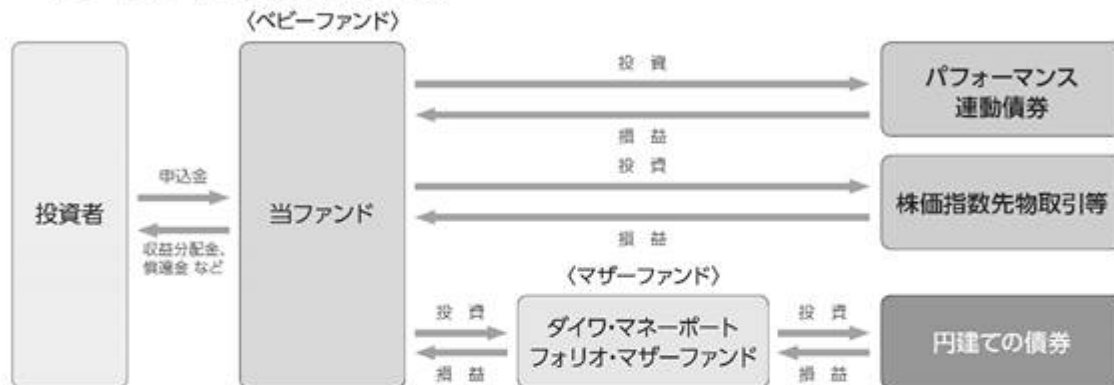 〈ベビーファンド〉
投資者
申込金
収益分配金、
償還金 など
当ファンド
投 資
損 益
パフォーマンス
連動債券
投 資
損 益
株価指数先物取引等
〈マザーファンド〉
投 資
損 益
ダイワ・マネーポート
フォリオ・マザーファンド
投 資
損 益
円建ての債券